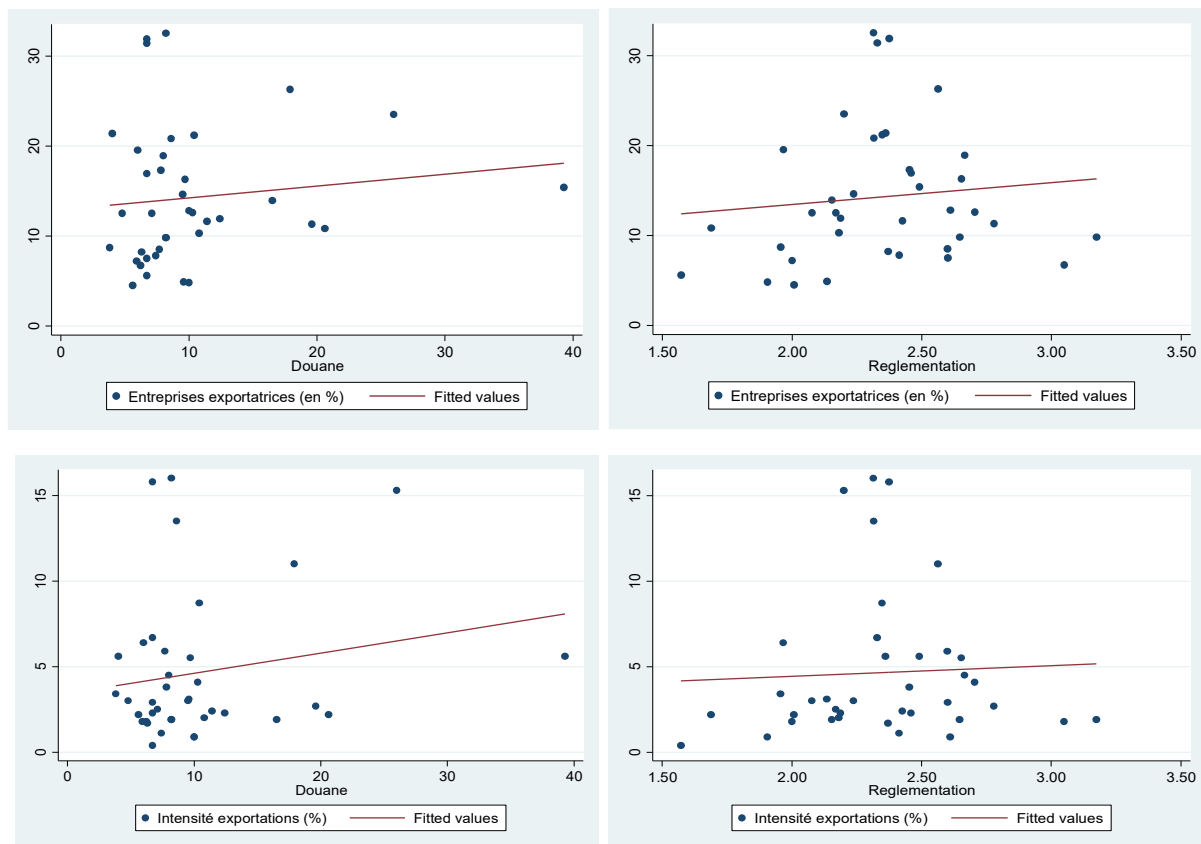 30
20
10
0
0 10 20 30 40
Douane
Entreprises exportatrices (en %) Fitted values
30
20
10
0
1.50 2.00 2.50 3.00 3.50
Reglementation
Entreprises exportatrices (en %) Fitted values
15
10
5
0
0 10 20 30 40
Douane
Intensité exportations (%) Fitted values
15
10
5
0
1.50 2.00 2.50 3.00 3.50
Reglementation
Intensité exportations (%) Fitted values